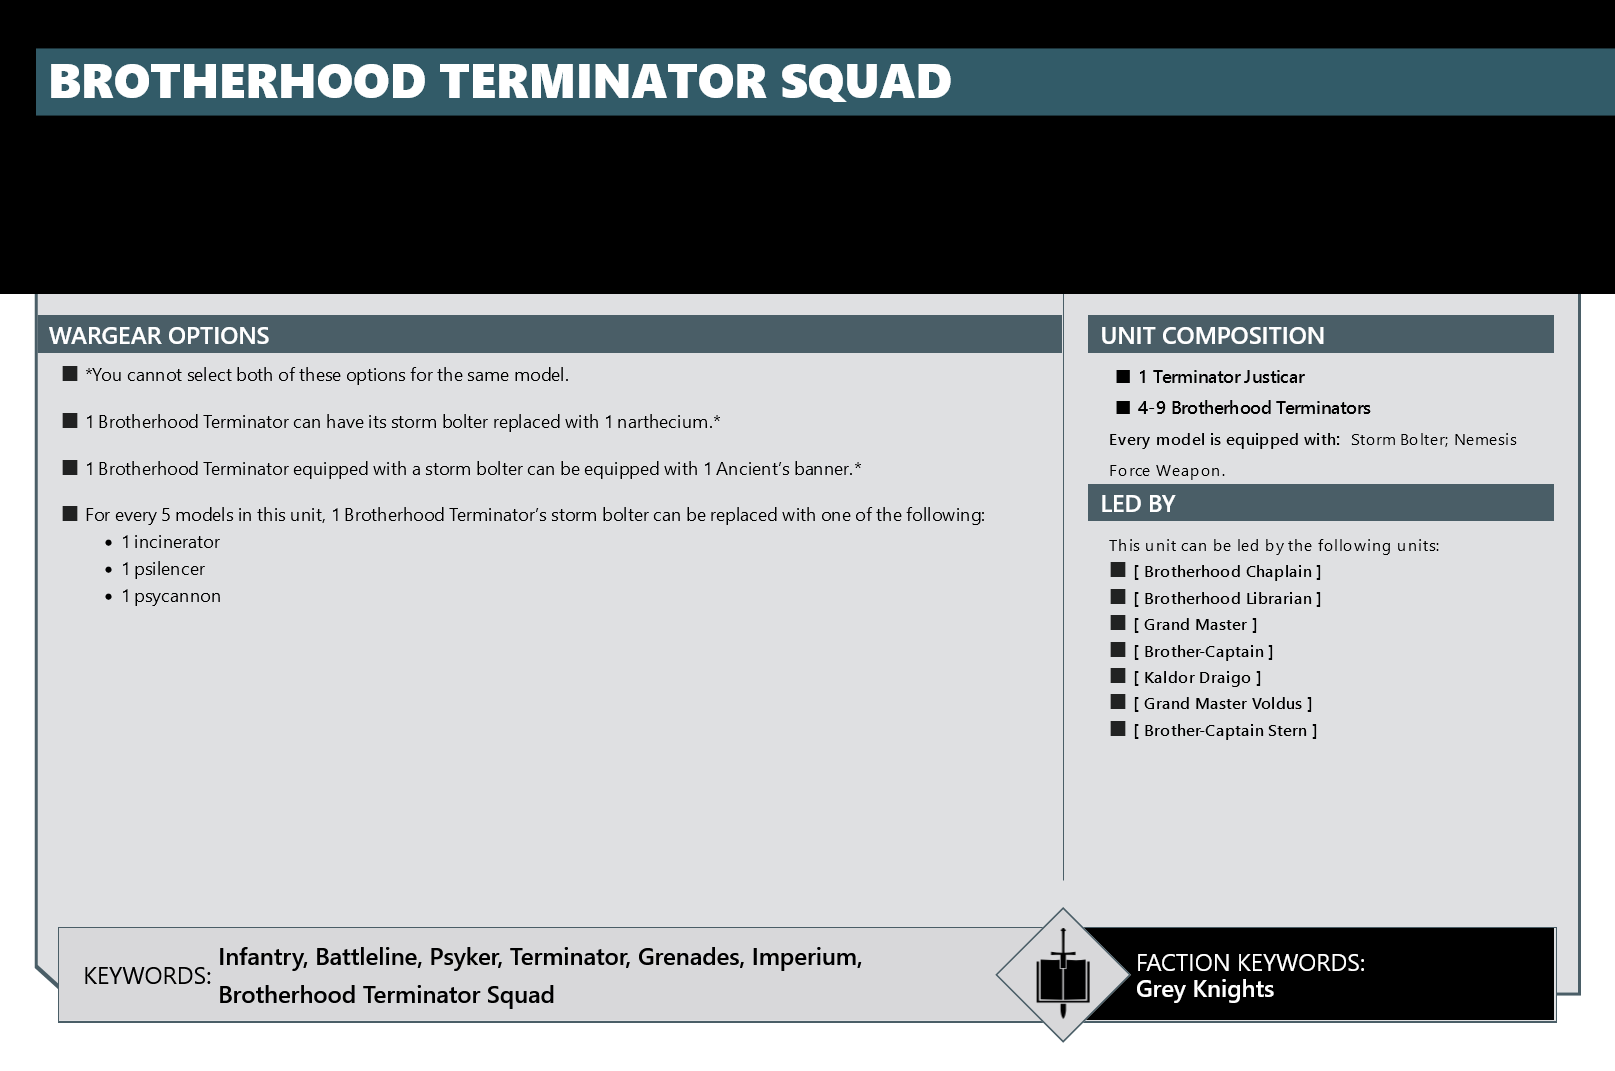 BROTHERHOOD TERMINATOR SQUAD
WARGEAR OPTIONS
*You cannot select both of these options for the same model.
1 Brotherhood Terminator can have its storm bolter replaced with 1 narthecium.*
1 Brotherhood Terminator equipped with a storm bolter can be equipped with 1 Ancient’s banner.*
For every 5 models in this unit, 1 Brotherhood Terminator’s storm bolter can be replaced with one of the following:
1 incinerator
1 psilencer
1 psycannon
UNIT COMPOSITION
1 Terminator Justicar
4-9 Brotherhood Terminators
Every model is equipped with: Storm Bolter; Nemesis
Force Weapon.
LED BY
This unit can be led by the following units:
[ Brotherhood Chaplain ]
[ Brotherhood Librarian ]
[ Grand Master ]
[ Brother-Captain ]
[ Kaldor Draigo ]
[ Grand Master Voldus ]
[ Brother-Captain Stern ]
KEYWORDS: Infantry, Battleline, Psyker, Terminator, Grenades, Imperium,
Brotherhood Terminator Squad
FACTION KEYWORDS:
Grey Knights